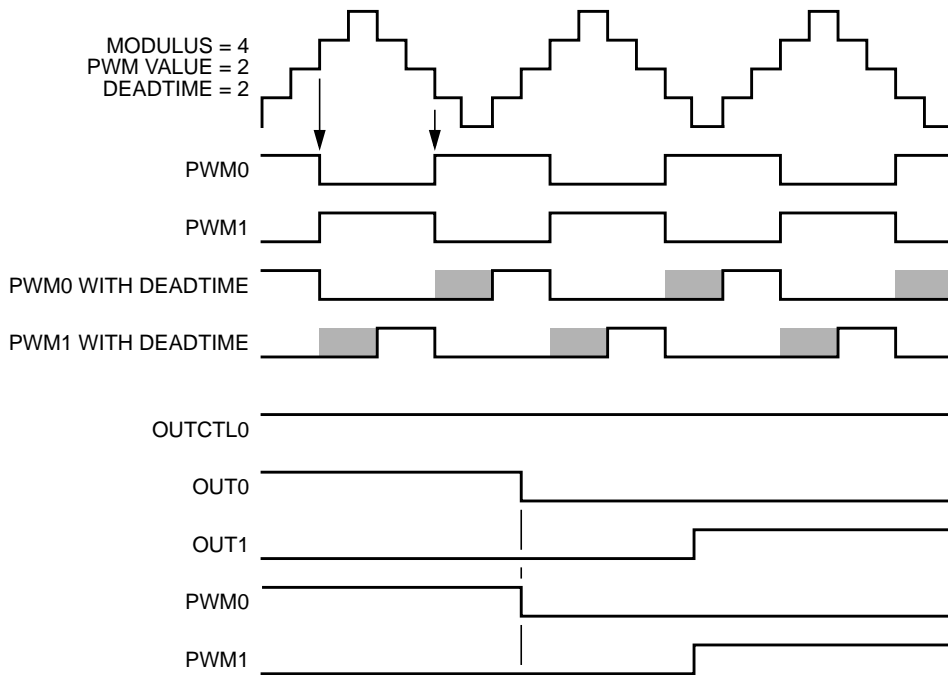 MODULUS = 4
PWM VALUE = 2
DEADTIME = 2
PWM0
PWM1
PWM0 WITH DEADTIME
PWM1 WITH DEADTIME
OUTCTL0
OUT0
OUT1
PWM0
PWM1